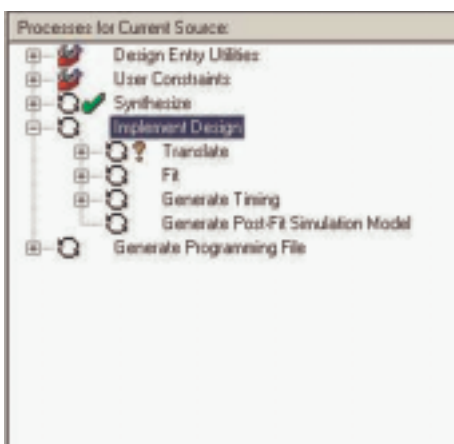 Processes for Current Source:
Design Entry Utilities
User Constraints
Synthesize
Implement Design
Translate
Fit
Generate Timing
Generate Post-Fit Simulation Model
Generate Programming File